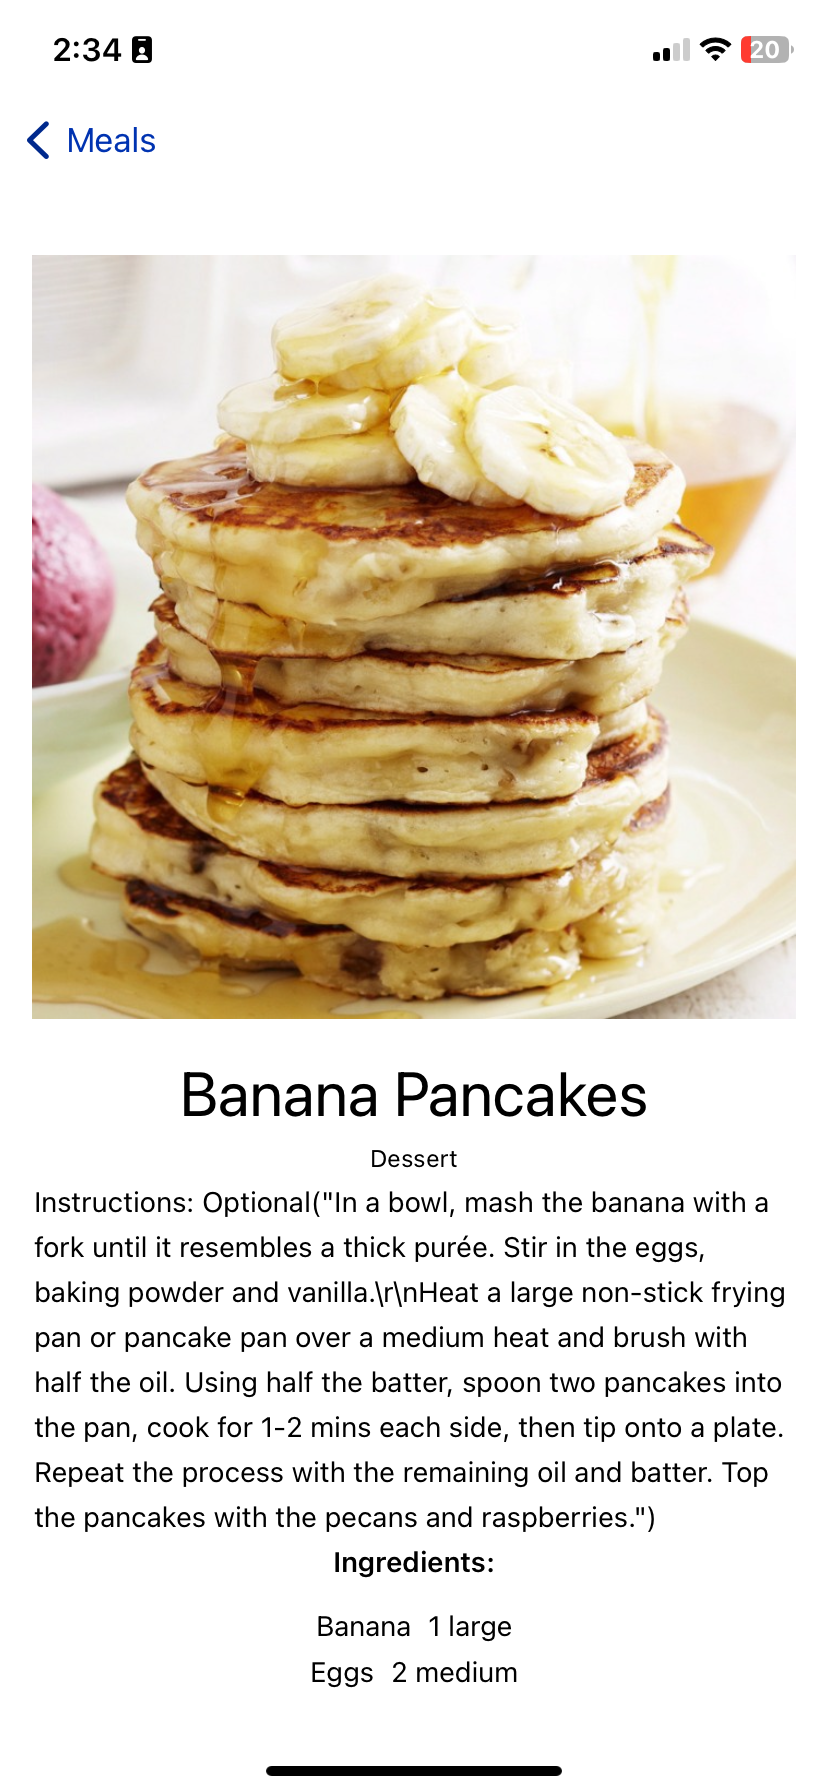 2:34
20
Meals
Banana Pancakes
Dessert
Instructions: Optional("In a bowl, mash the banana with a
fork until it resembles a thick purée. Stir in the eggs,
baking powder and vanilla.\r\nHeat a large non-stick frying
pan or pancake pan over a medium heat and brush with
half the oil. Using half the batter, spoon two pancakes into
the pan, cook for 1-2 mins each side, then tip onto a plate.
Repeat the process with the remaining oil and batter. Top
the pancakes with the pecans and raspberries.")
Ingredients:
Banana 1 large
Eggs 2 medium